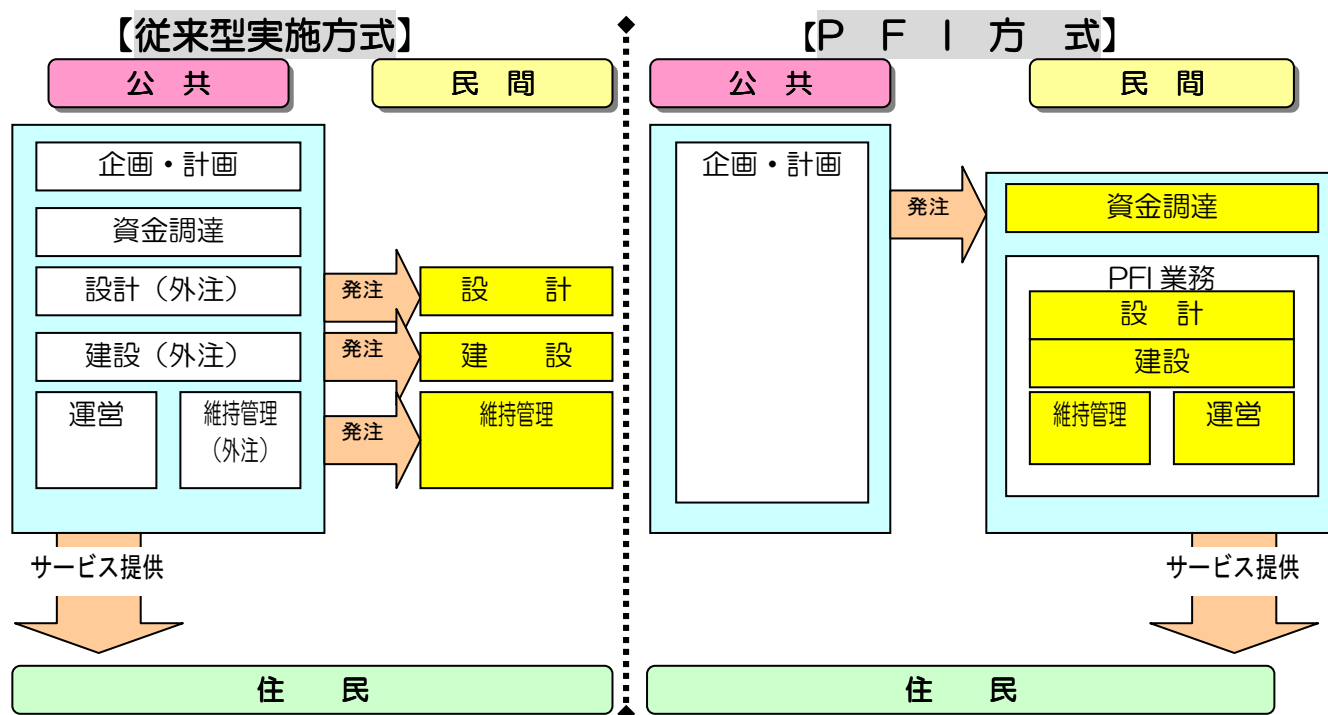 【従来型実施方式】
公 共
民 間
企画・計画
資金調達
設計（外注）
発注
設 計
建設（外注）
発注
建 設
運営
維持管理
（外注）
発注
維持管理
サービス提供
住 民
【ＰＦＩ方式】
公 共
民 間
企画・計画
発注
資金調達
PFI 業務
設 計
建設
維持管理
運営
サービス提供
住 民